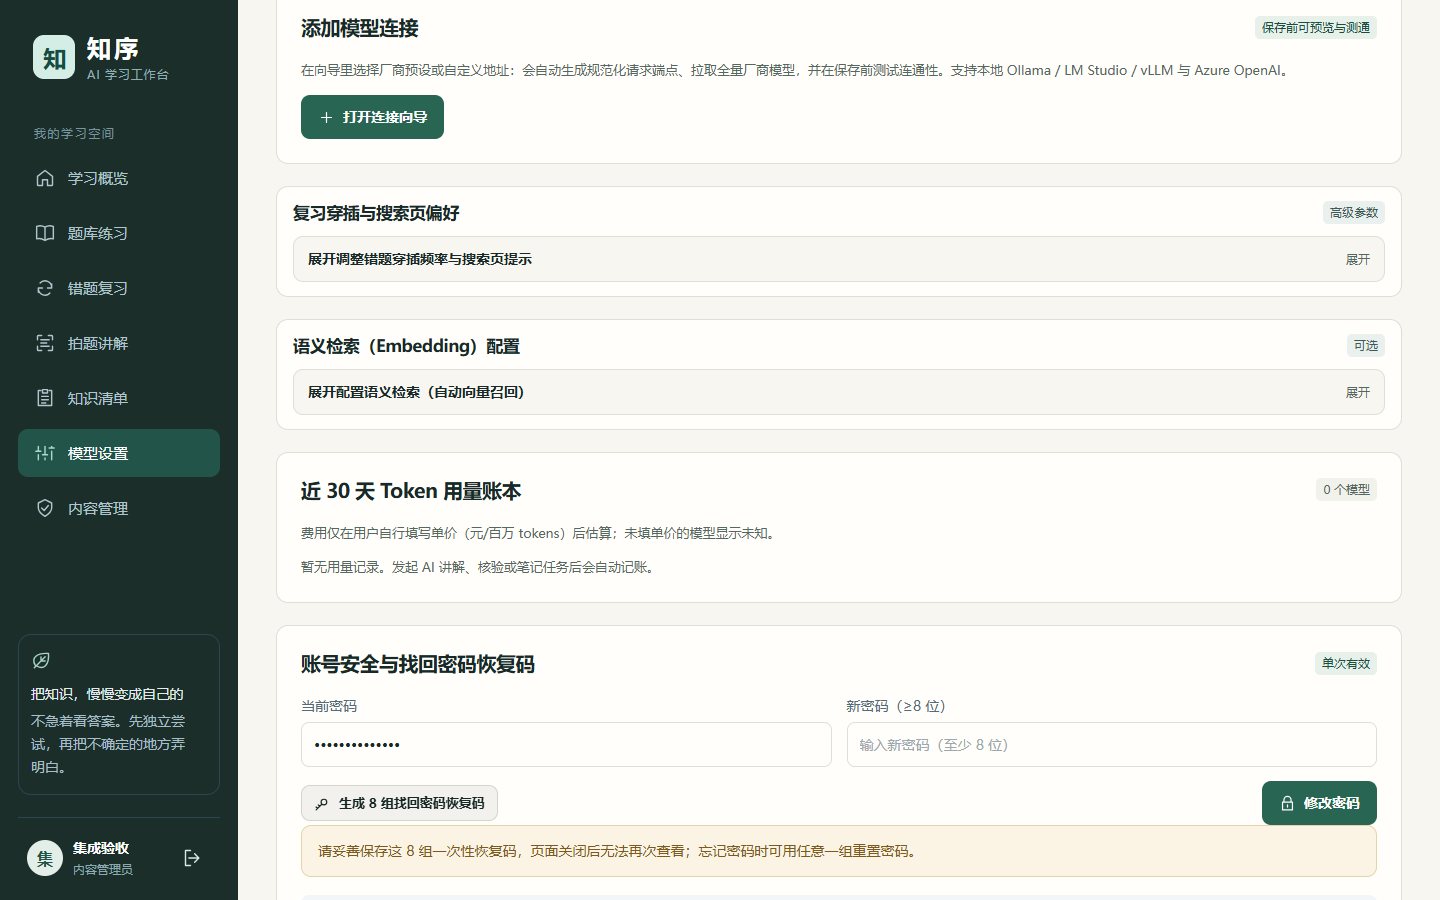 知
知序
AI 学习工作台
我的学习空间
学习概览
题库练习
错题复习
拍题讲解
知识清单
模型设置
内容管理
把知识，慢慢变成自己的
不急着看答案。先独立尝
试，再把不确定的地方弄
明白。
集
集成验收
内容管理员
添加模型连接
保存前可预览与测通
在向导里选择厂商预设或自定义地址：会自动生成规范化请求端点、拉取全量厂商模型，并在保存前测试连通性。支持本地 Ollama / LM Studio / vLLM 与 Azure OpenAI。
打开连接向导
复习穿插与搜索页偏好
高级参数
展开调整错题穿插频率与搜索页提示
展开
语义检索（Embedding）配置
可选
展开配置语义检索（自动向量召回）
展开
近 30 天 Token 用量账本
0 个模型
费用仅在用户自行填写单价（元/百万 tokens）后估算；未填单价的模型显示未知。
暂无用量记录。发起 AI 讲解、核验或笔记任务后会自动记账。
账号安全与找回密码恢复码
单次有效
当前密码
新密码（≥8 位）
••••••••••••••
输入新密码（至少 8 位）
生成 8 组找回密码恢复码
修改密码
请妥善保存这 8 组一次性恢复码，页面关闭后无法再次查看；忘记密码时可用任意一组重置密码。